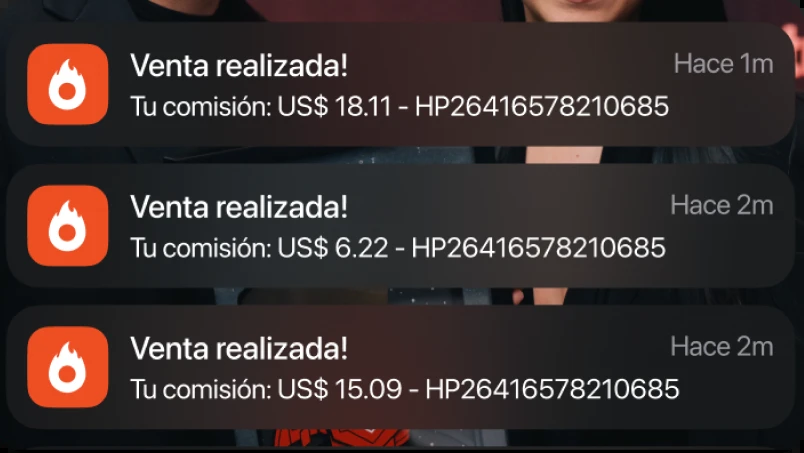 Venta realizada!
Hace 1m
Tu comisión: US$ 18.11 - HP26416578210685
Venta realizada!
Hace 2m
Tu comisión: US$ 6.22 - HP26416578210685
Venta realizada!
Hace 2m
Tu comisión: US$ 15.09 - HP26416578210685